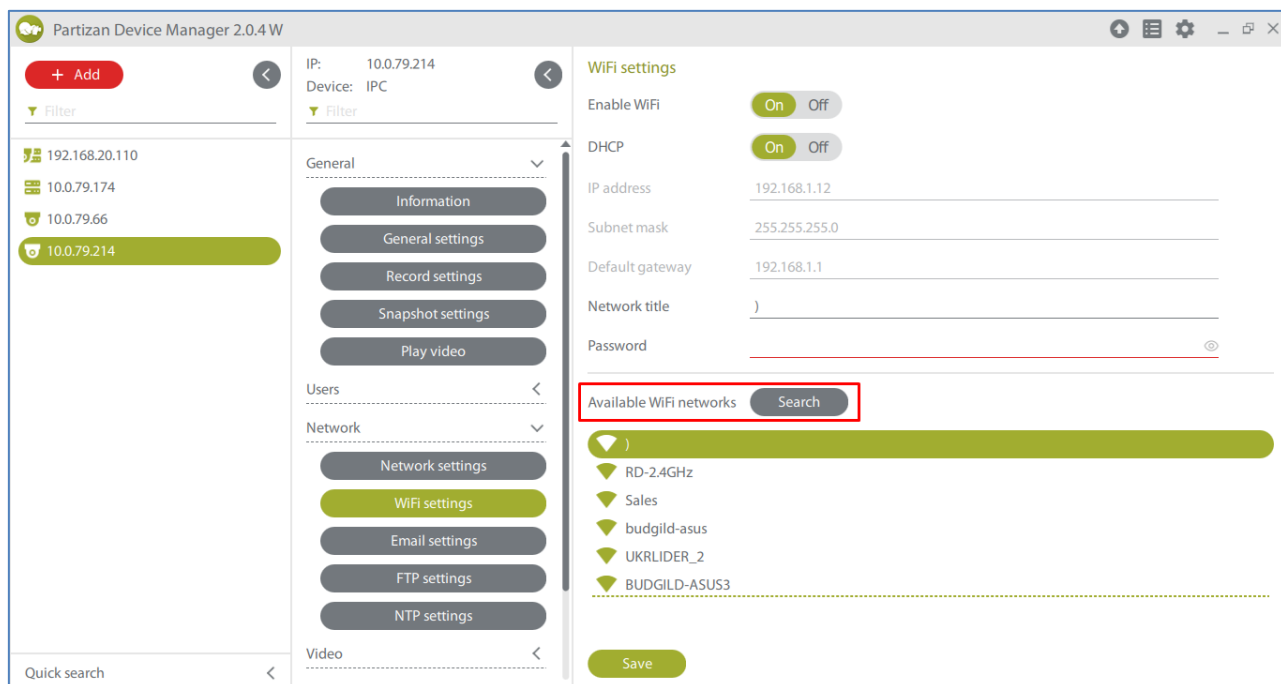 Partizan Device Manager 2.0.4 W
+ Add
Filter
192.168.20.110
10.0.79.174
10.0.79.66
10.0.79.214
Quick search
IP: 10.0.79.214
Device: IPC
Filter
General
Information
General settings
Record settings
Snapshot settings
Play video
Users
Network
Network settings
WiFi settings
Email settings
FTP settings
NTP settings
Video
WiFi settings
Enable WiFi On Off
DHCP On Off
IP address 192.168.1.12
Subnet mask 255.255.255.0
Default gateway 192.168.1.1
Network title )
Password
Available WiFi networks Search
)
RD-2.4GHz
Sales
budgild-asus
UKRLIDER_2
BUDGILD-ASUS3
Save